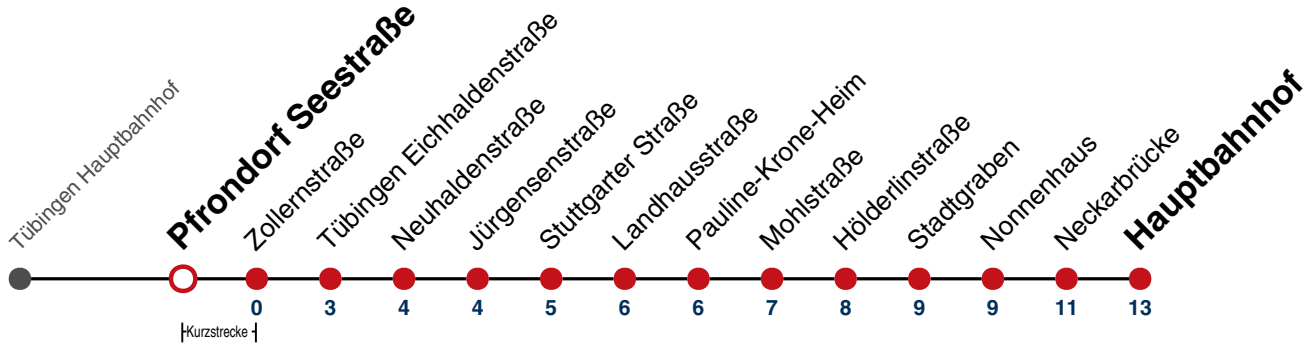 Tübingen Hauptbahnhof
Pfrondorf Seestraße
Zollernstraße
Tübingen Eichhaldenstraße
Neuhaldenstraße
Jürgensenstraße
Stuttgarter Straße
Landhausstraße
Pauline-Krone-Heim
Mohlstraße
Hölderlinstraße
Stadtgraben
Nonnenhaus
Neckarbrücke
Hauptbahnhof
0 3 4 4 5 6 6 7 8 9 9 11 13
Kurzstrecke